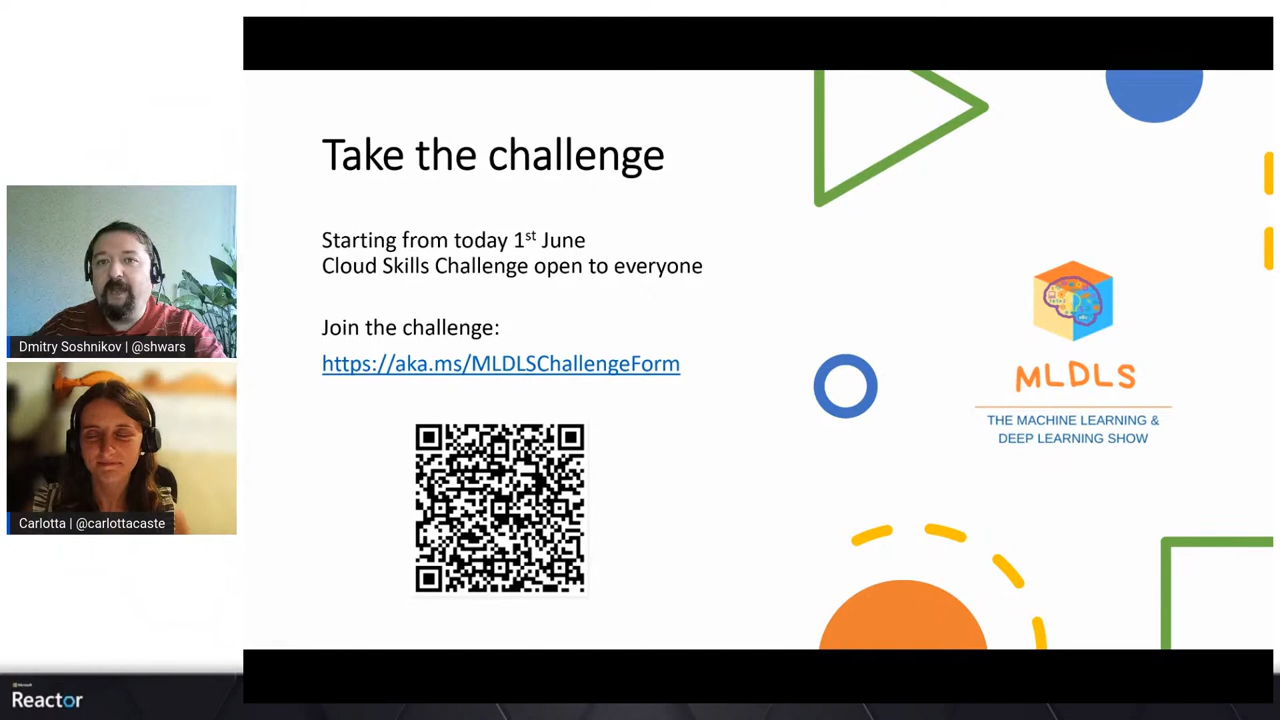 Take the challenge
Starting from today 1st June
Cloud Skills Challenge open to everyone
Join the challenge:
https://aka.ms/MLDLSChallengeForm
MLDLS
THE MACHINE LEARNING &
DEEP LEARNING SHOW
Dmitry Soshnikov | @shwars
Carlotta | @carlottacaste
Microsoft
Reactor